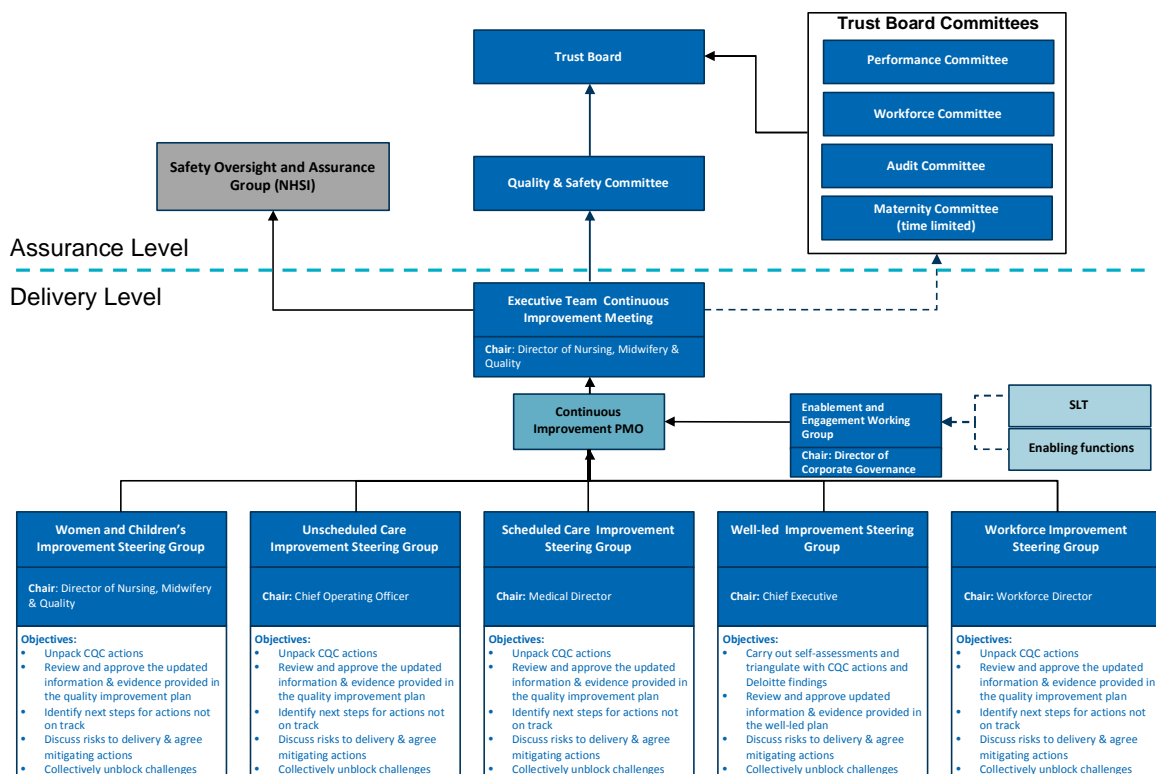 Trust Board Committees
Performance Committee
Workforce Committee
Audit Committee
Maternity Committee
(time limited)
Trust Board
Safety Oversight and Assurance
Group (NHSI)
Quality & Safety Committee
Assurance Level
Delivery Level
Executive Team Continuous
Improvement Meeting
Chair: Director of Nursing, Midwifery &
Quality
Continuous
Improvement PMO
Enablement and
Engagement Working
Group
Chair: Director of
Corporate Governance
SLT
Enabling functions
Women and Children's
Improvement Steering Group
Chair: Director of Nursing, Midwifery
& Quality
Objectives:
• Unpack CQC actions
• Review and approve the updated
information & evidence provided in
the quality improvement plan
• Identify next steps for actions not
on track
• Discuss risks to delivery & agree
mitigating actions
• Collectively unblock challenges
Unscheduled Care
Improvement Steering Group
Chair: Chief Operating Officer
Objectives:
• Unpack CQC actions
• Review and approve the updated
information & evidence provided in
the quality improvement plan
• Identify next steps for actions not
on track
• Discuss risks to delivery & agree
mitigating actions
• Collectively unblock challenges
Scheduled Care Improvement
Steering Group
Chair: Medical Director
Objectives:
• Unpack CQC actions
• Review and approve the updated
information & evidence provided in
the quality improvement plan
• Identify next steps for actions not
on track
• Discuss risks to delivery & agree
mitigating actions
• Collectively unblock challenges
Well-led Improvement Steering
Group
Chair: Chief Executive
Objectives:
• Carry out self-assessments and
triangulate with CQC actions and
Deloitte findings
• Review and approve updated
information & evidence provided in
the well-led plan
• Discuss risks to delivery & agree
mitigating actions
• Collectively unblock challenges
Workforce Improvement
Steering Group
Chair: Workforce Director
Objectives:
• Unpack CQC actions
• Review and approve the updated
information & evidence provided in
the quality improvement plan
• Identify next steps for actions not
on track
• Discuss risks to delivery & agree
mitigating actions
• Collectively unblock challenges